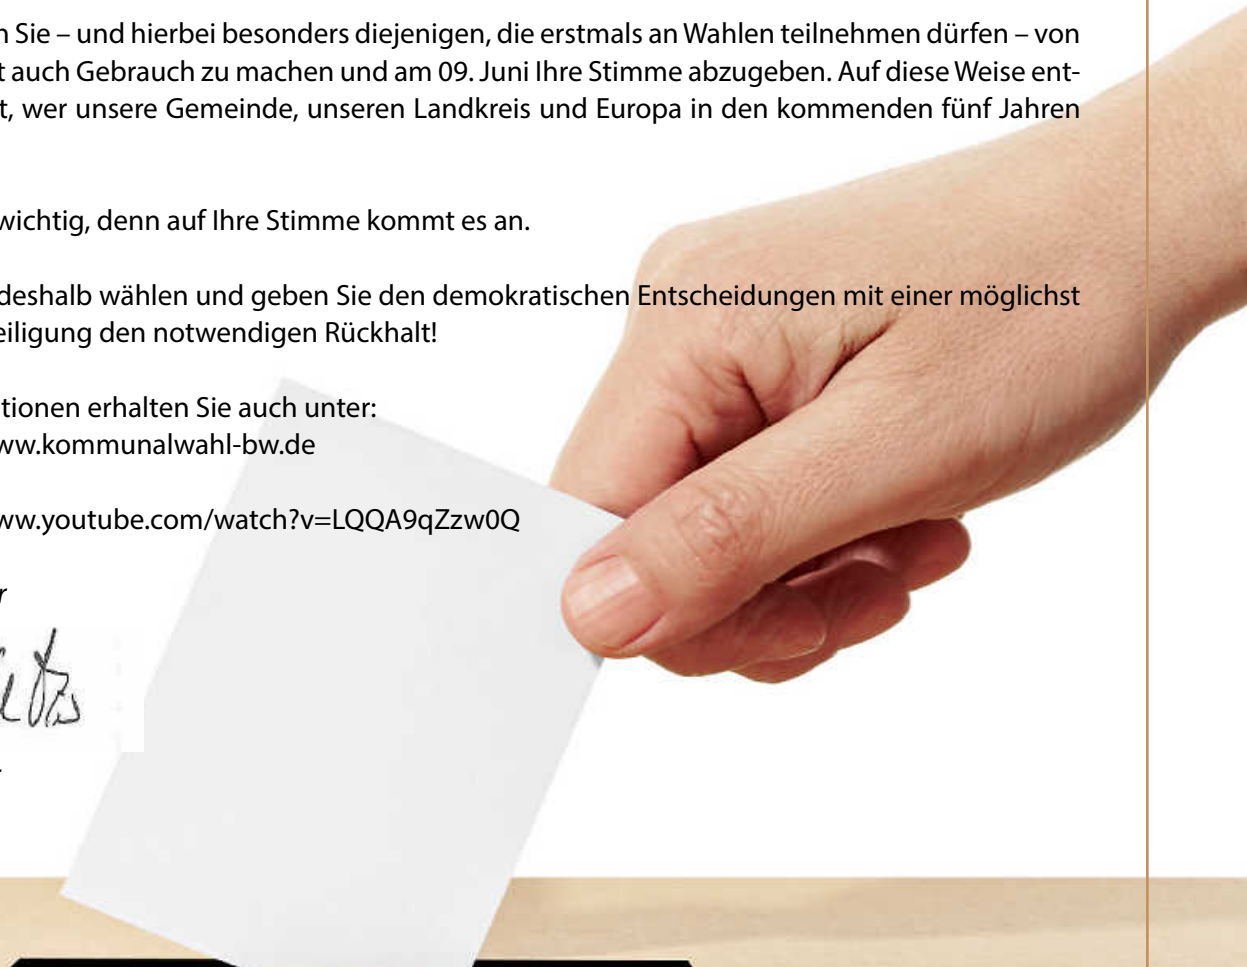 Sie – und hierbei besonders diejenigen, die erstmals an Wahlen teilnehmen dürfen – von
auch Gebrauch zu machen und am 09. Juni Ihre Stimme abzugeben. Auf diese Weise ent-
t, wer unsere Gemeinde, unseren Landkreis und Europa in den kommenden fünf Jahren
wichtig, denn auf Ihre Stimme kommt es an.
deshalb wählen und geben Sie den demokratischen Entscheidungen mit einer möglichst
eiligung den notwendigen Rückhalt!
tionen erhalten Sie auch unter:
ww.kommunalwahl-bw.de
ww.youtube.com/watch?v=LQQA9qZzw0Q
r